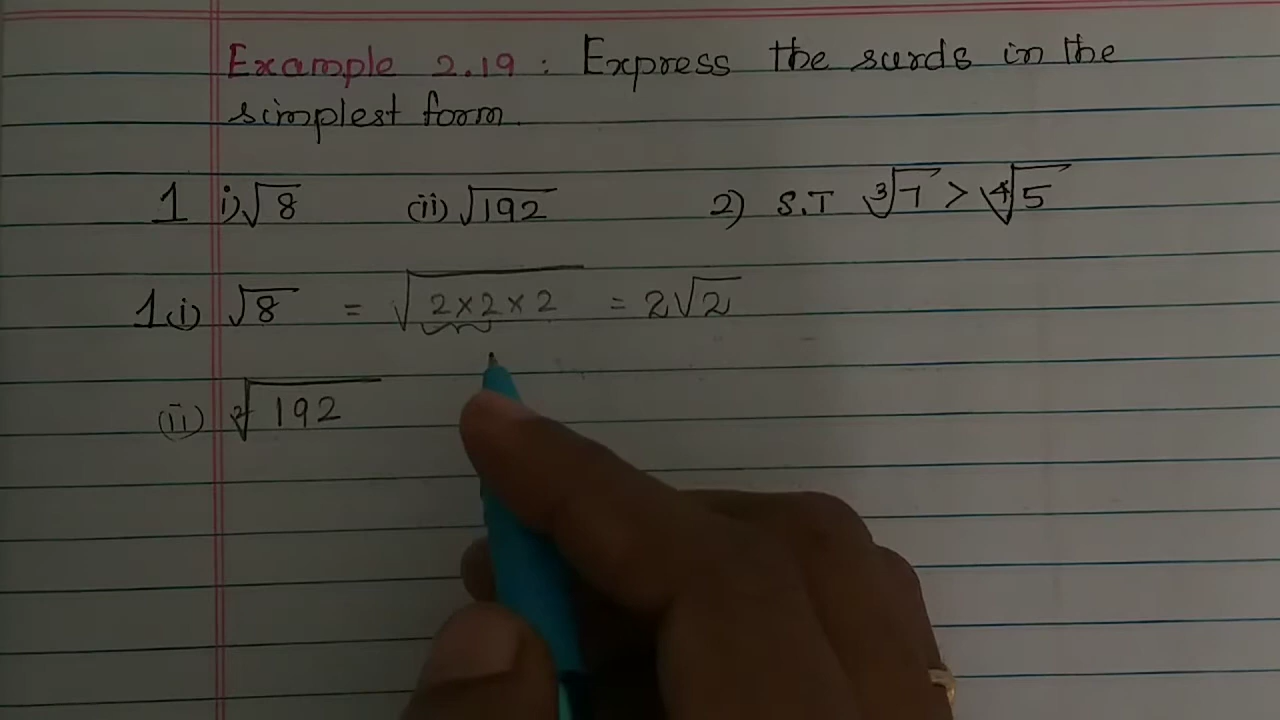 Example 2.19 : Express the surds in the
simplest form.
1 i) √8 (ii) √192 2) S.T ∛7 > ∜5
1(i) √8 = √2×2×2 = 2√2
(ii) ²√192